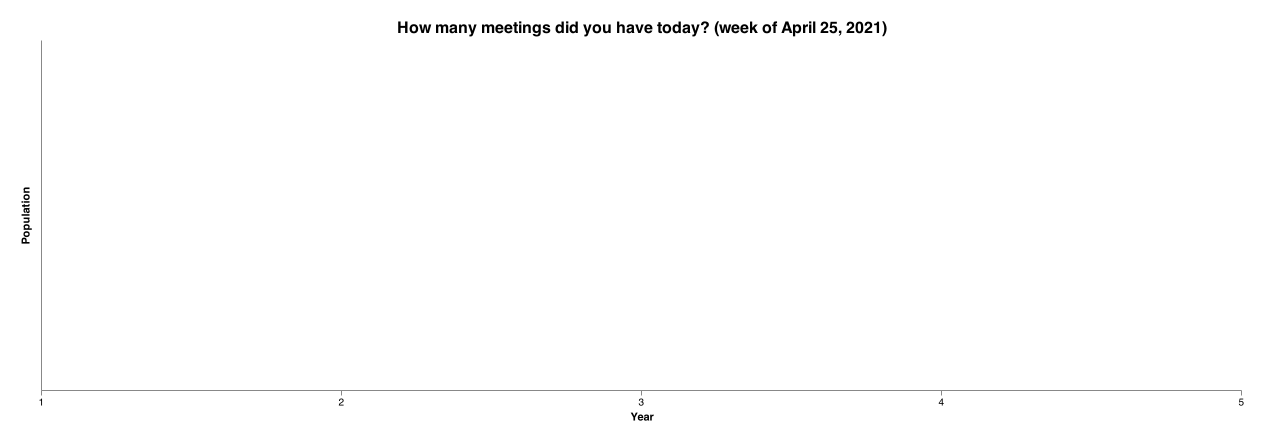 How many meetings did you have today? (week of April 25, 2021)
Population
1 2 3 4 5
Year